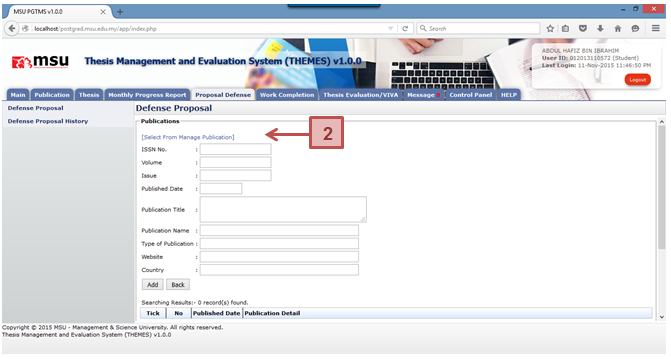 MSU PGTMS v1.0.0
localhost/postgrad.msu.edu.my/app/index.php
Search
msu
Thesis Management and Evaluation System (THEMES) v1.0.0
ABDUL HAFIZ BIN IBRAHIM
User ID: 012013110572 (Student)
Last Login: 11-Nov-2015 11:46:50 PM
Logout
Main Publication Thesis Monthly Progress Report Proposal Defense Work Completion Thesis Evaluation/VIVA Message Control Panel HELP
Defense Proposal
Defense Proposal History
Defense Proposal
Publications
[Select From Manage Publication]
2
ISSN No. :
Volume :
Issue :
Published Date :
Publication Title :
Publication Name :
Type of Publication :
Website :
Country :
Add Back
Searching Results:- 0 record(s) found.
Tick No Published Date Publication Detail
Copyright © 2015 MSU - Management & Science University. All rights reserved.
Thesis Management and Evaluation System (THEMES) v1.0.0